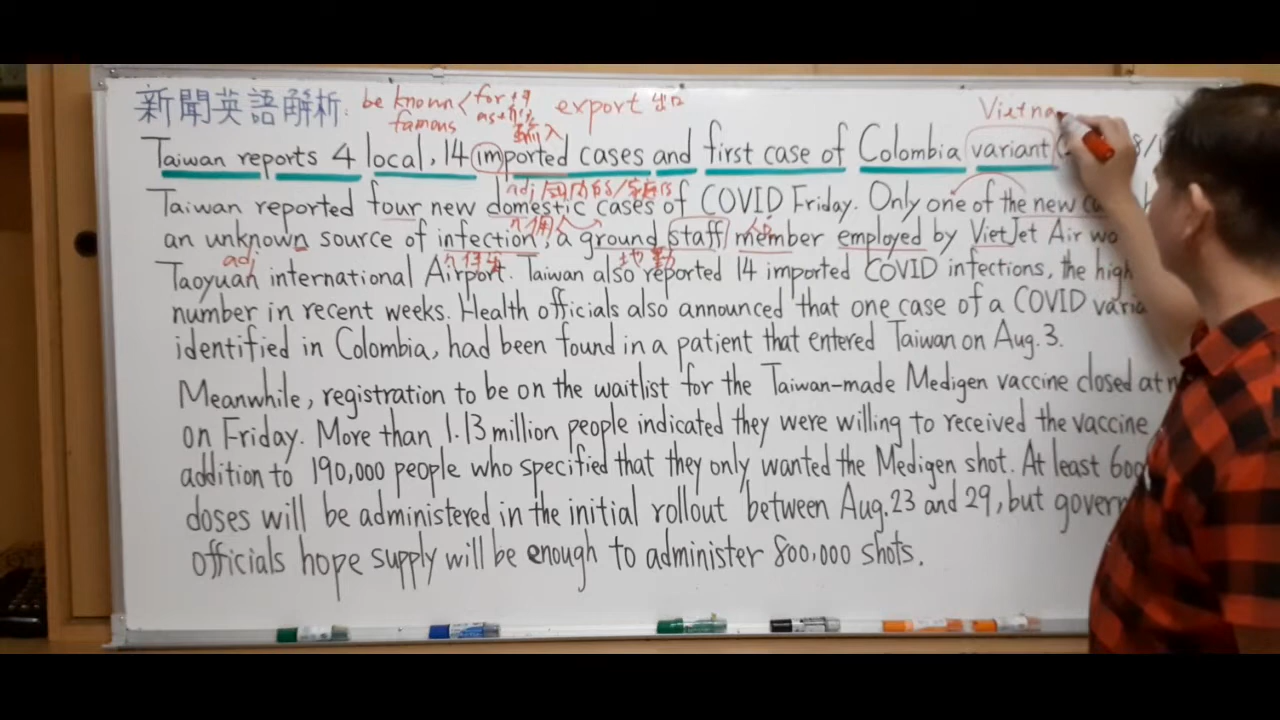 新聞英語解析: be known famous for as export 出口
輸入 Vietna
Taiwan reports 4 local, 14 imported cases and first case of Colombia variant
adj 國內的/家庭的
Taiwan reported four new domestic cases of COVID Friday. Only one of the new
an unknown source of infection, a ground staff member employed by VietJet Air
adj 地勤
Taoyuan international Airport. Taiwan also reported 14 imported COVID infections, the high
number in recent weeks. Health officials also announced that one case of a COVID varia
identified in Colombia, had been found in a patient that entered Taiwan on Aug. 3.
Meanwhile, registration to be on the waitlist for the Taiwan-made Medigen vaccine closed at
on Friday. More than 1.13 million people indicated they were willing to received the vaccine
addition to 190,000 people who specified that they only wanted the Medigen shot. At least 600
doses will be administered in the initial rollout between Aug. 23 and 29, but govern
officials hope supply will be enough to administer 800,000 shots.